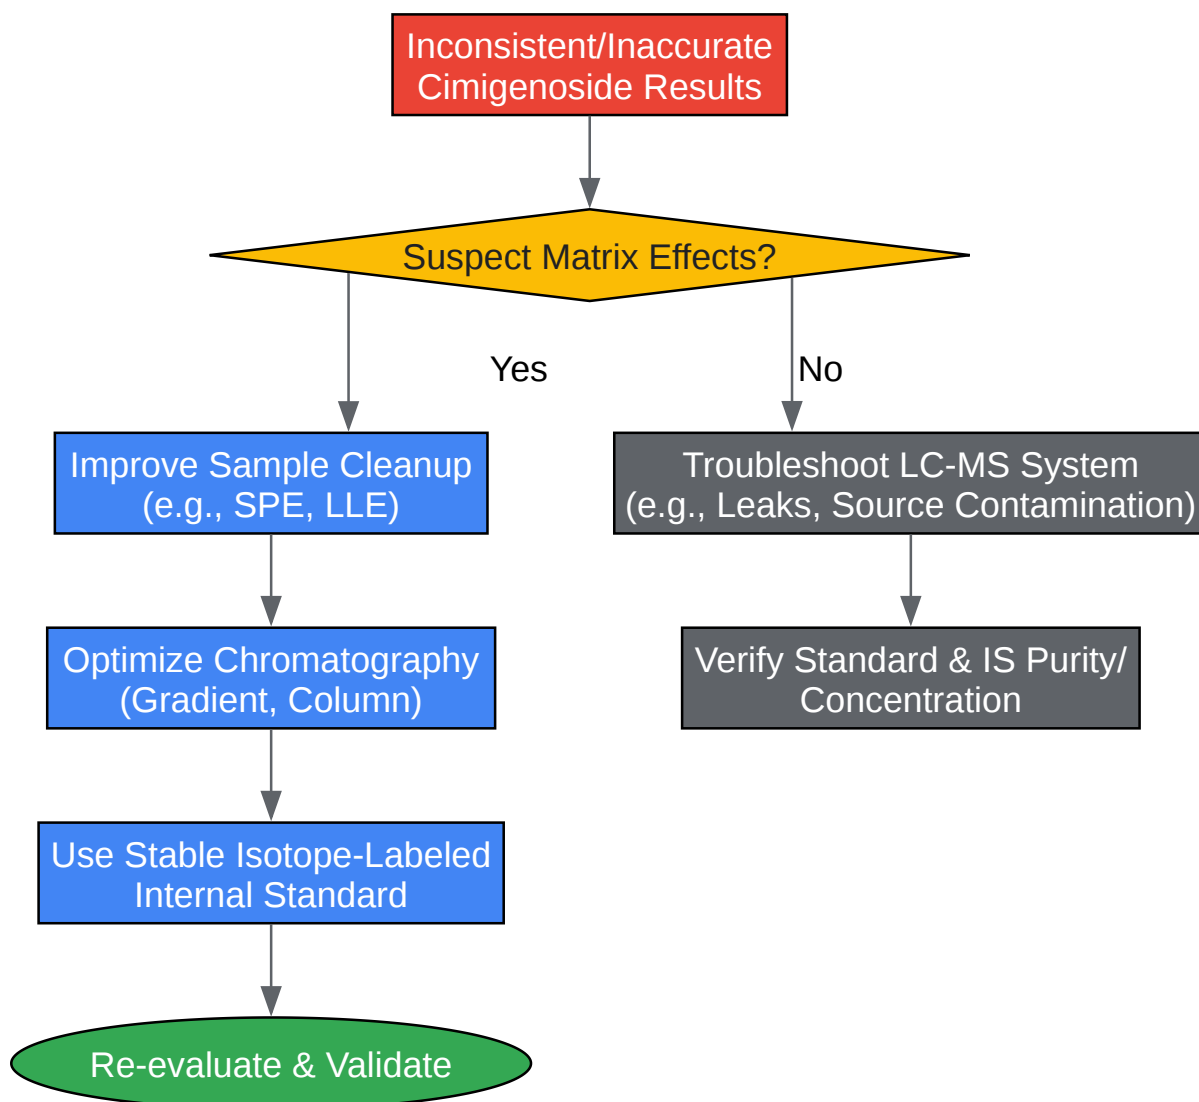 Inconsistent/Inaccurate
Cimigenoside Results
Suspect Matrix Effects?
Yes
No
Improve Sample Cleanup
(e.g., SPE, LLE)
Troubleshoot LC-MS System
(e.g., Leaks, Source Contamination)
Optimize Chromatography
(Gradient, Column)
Verify Standard & IS Purity/
Concentration
Use Stable Isotope-Labeled
Internal Standard
Re-evaluate & Validate